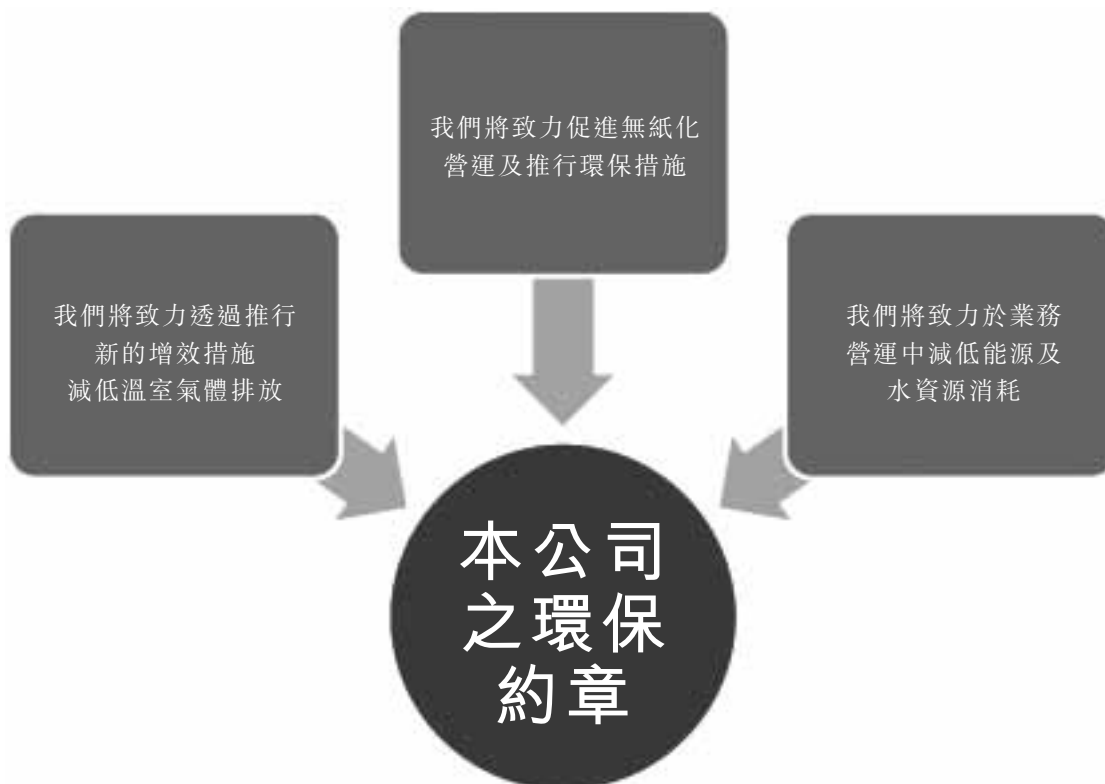 我們將致力促進無紙化
營運及推行環保措施
我們將致力透過推行
新的增效措施
減低溫室氣體排放
我們將致力於業務
營運中減低能源及
水資源消耗
本公司
之環保
約章